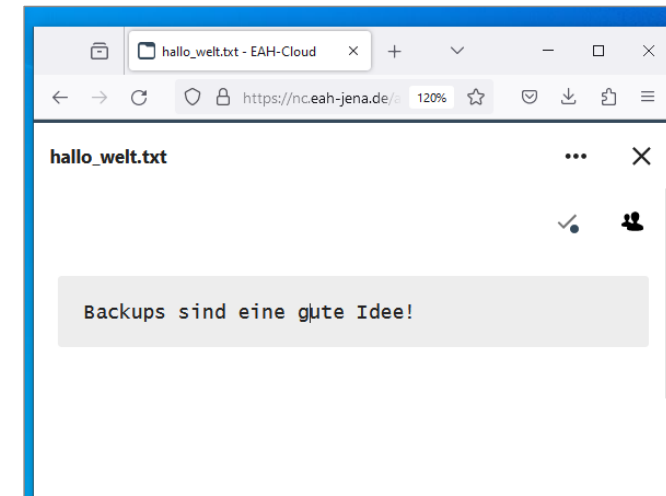 hallo_welt.txt - EAH-Cloud
https://nc.eah-jena.de/a 120%
hallo_welt.txt
Backups sind eine gute Idee!